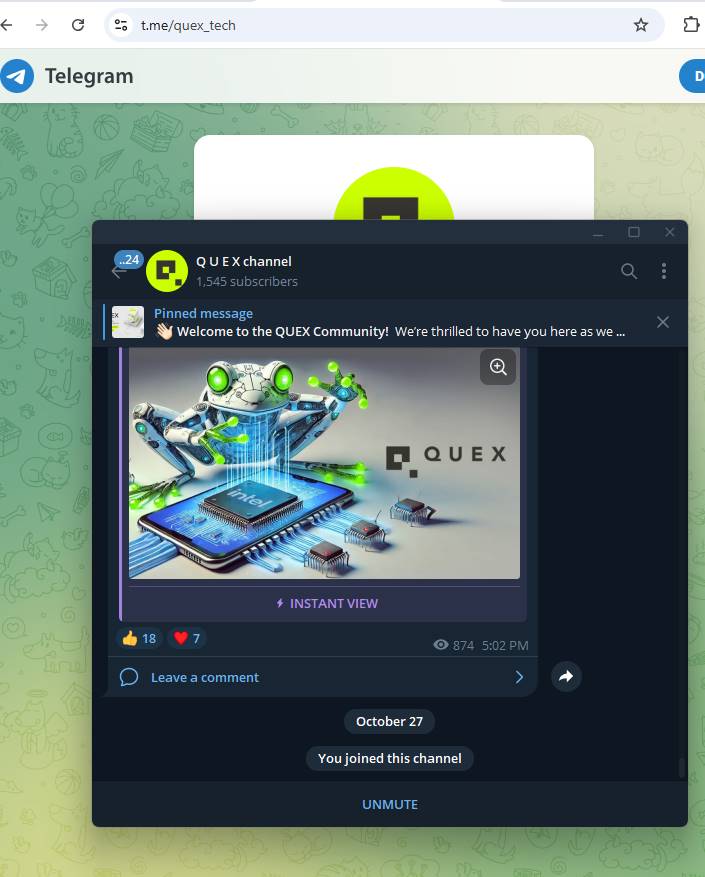 t.me/quex_tech
Telegram
D
..24
Q U E X channel
1,545 subscribers
Pinned message
👋🏻 Welcome to the QUEX Community! We're thrilled to have you here as we ...
QUEX
intel
INSTANT VIEW
👍 18 ❤️ 7
874 5:02 PM
Leave a comment
October 27
You joined this channel
UNMUTE